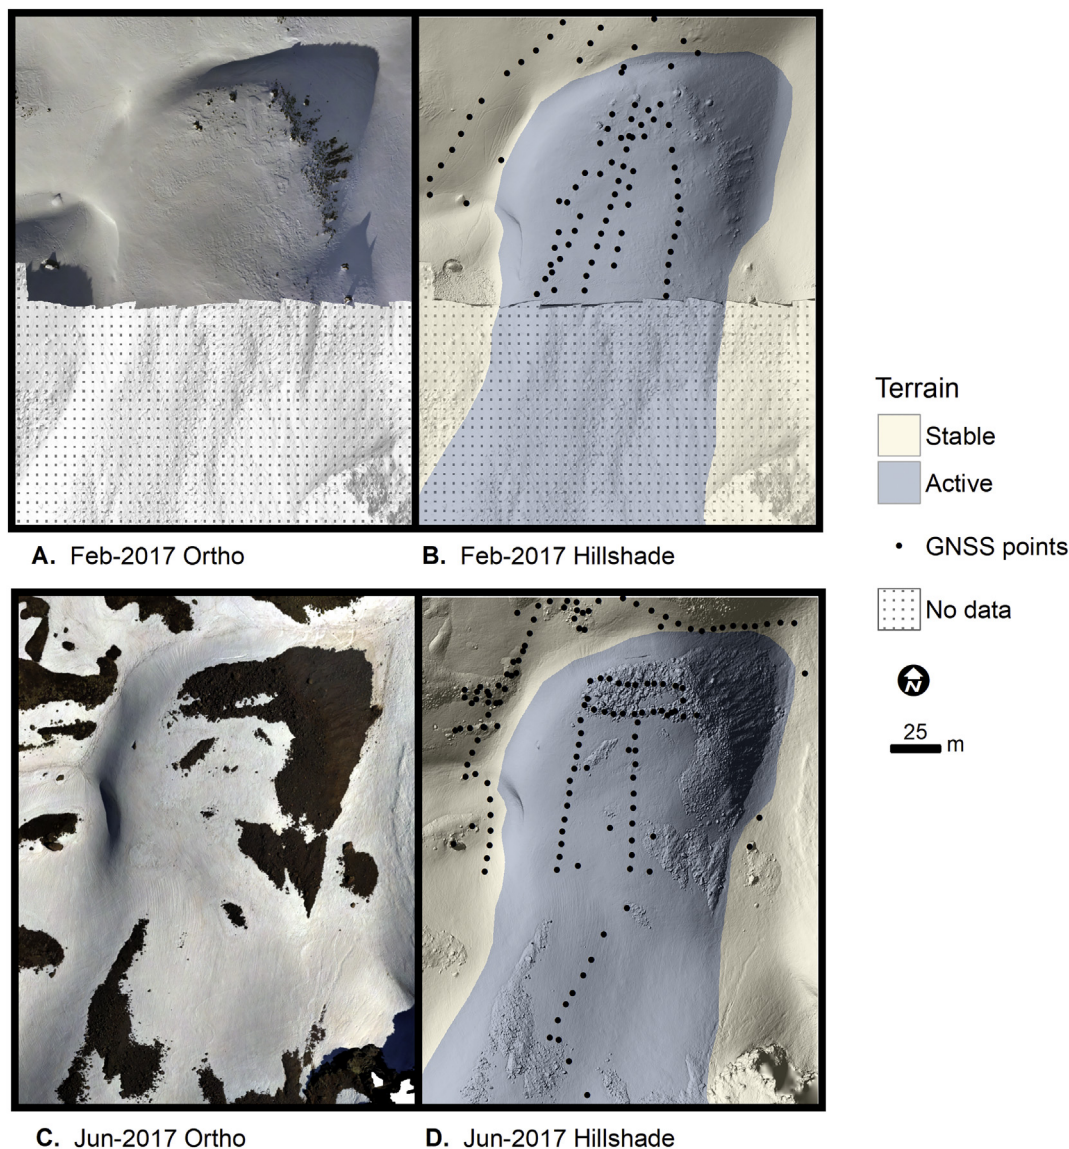 A. Feb-2017 Ortho
B. Feb-2017 Hillshade
Terrain
Stable
Active
GNSS points
No data
N
25 m
C. Jun-2017 Ortho
D. Jun-2017 Hillshade